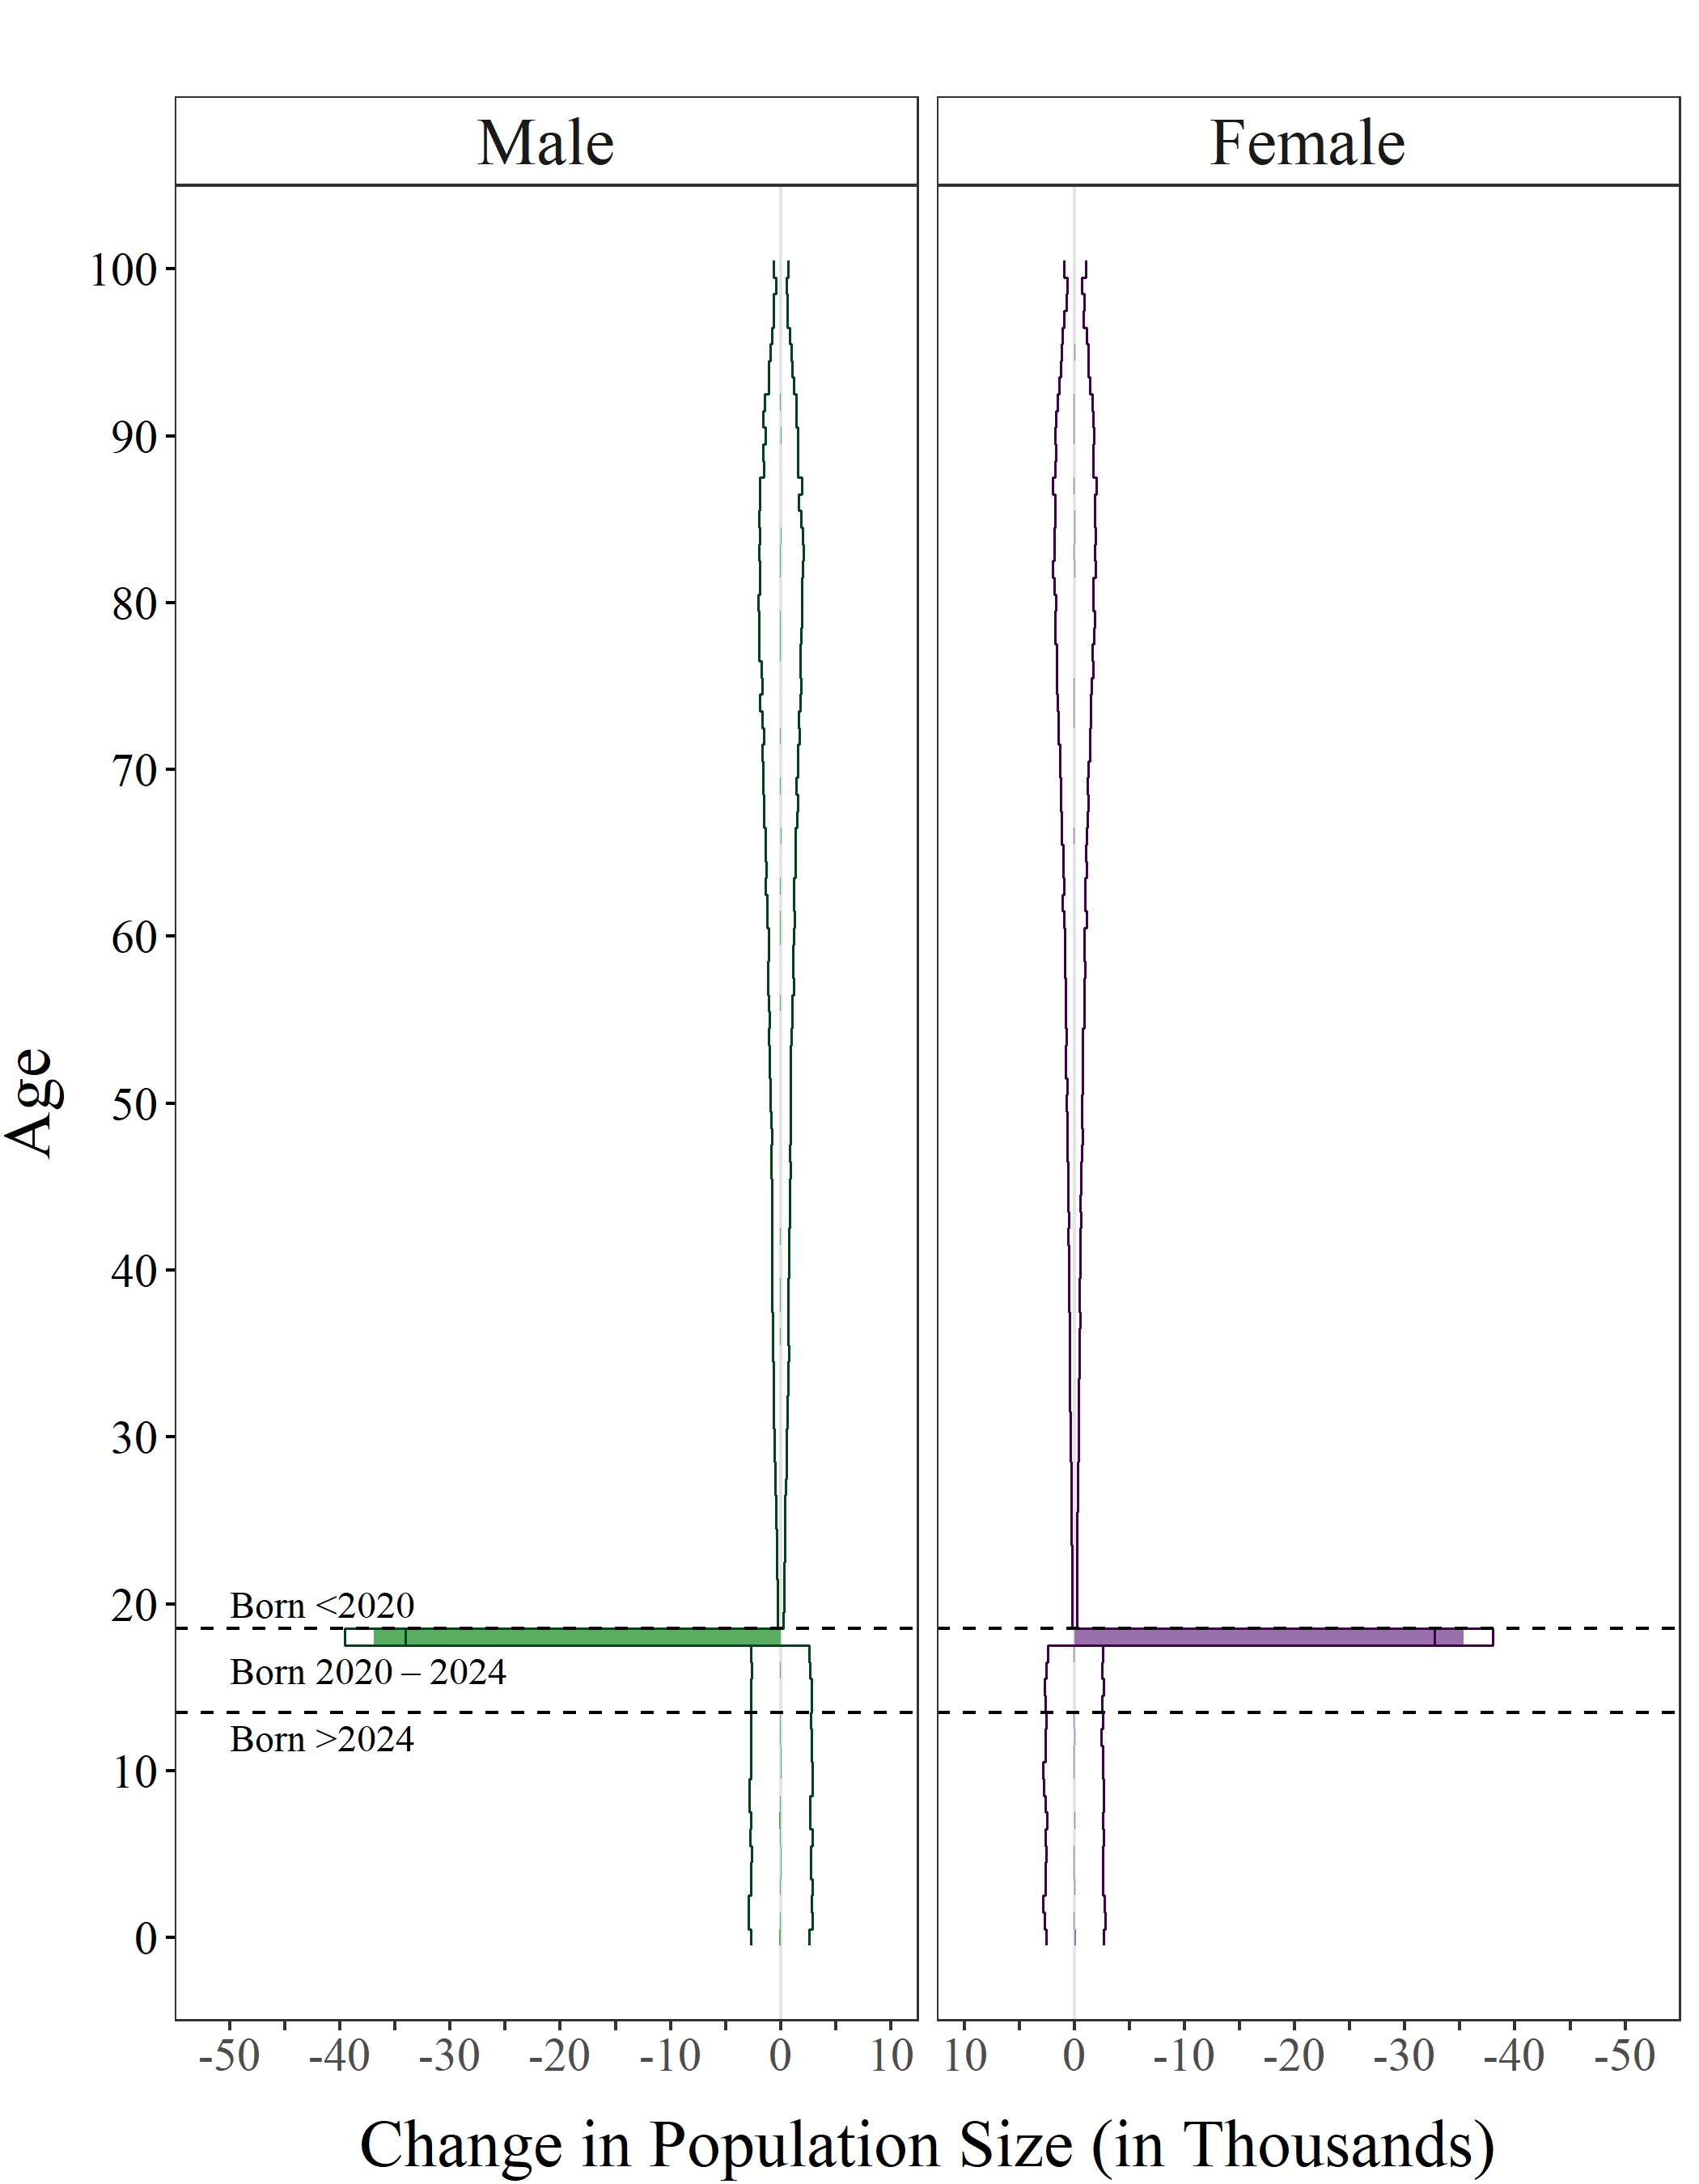 Male
Female
Age
100
90
80
70
60
50
40
30
20
10
0
Born <2020
Born 2020 – 2024
Born >2024
-50 -40 -30 -20 -10 0 10
10 0 -10 -20 -30 -40 -50
Change in Population Size (in Thousands)